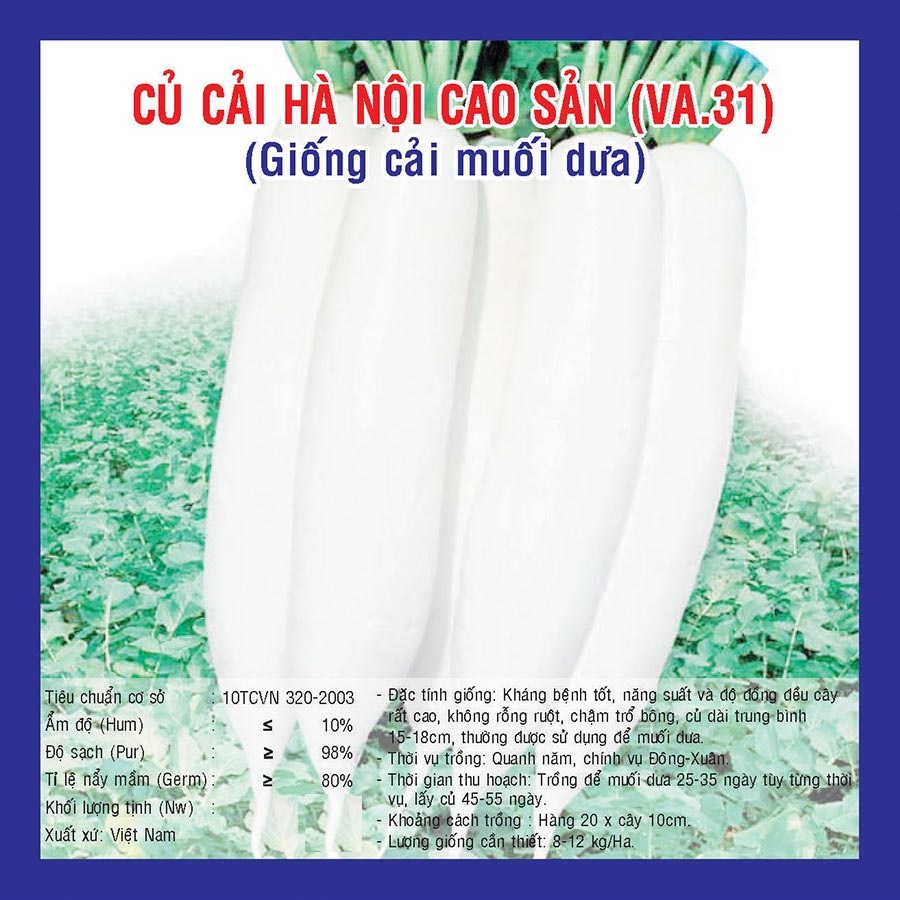 CỦ CẢI HÀ NỘI CAO SẢN (VA.31)
(Giống cải muối dưa)
Tiêu chuẩn cơ sở : 10TCVN 320-2003
Ẩm độ (Hum) : ≤ 10%
Độ sạch (Pur) : ≥ 98%
Tỉ lệ nẩy mầm (Germ) : ≥ 80%
Khối lượng tịnh (Nw) :
Xuất xứ: Việt Nam
- Đặc tính giống: Kháng bệnh tốt, năng suất và độ đồng đều cây
rất cao, không rỗng ruột, chậm trổ bông, củ dài trung bình
15-18cm, thường được sử dụng để muối dưa.
- Thời vụ trồng: Quanh năm, chính vụ Đông-Xuân.
- Thời gian thu hoạch: Trồng để muối dưa 25-35 ngày tùy từng thời
vụ, lấy củ 45-55 ngày.
- Khoảng cách trồng : Hàng 20 x cây 10cm.
- Lượng giống cần thiết: 8-12 kg/Ha.